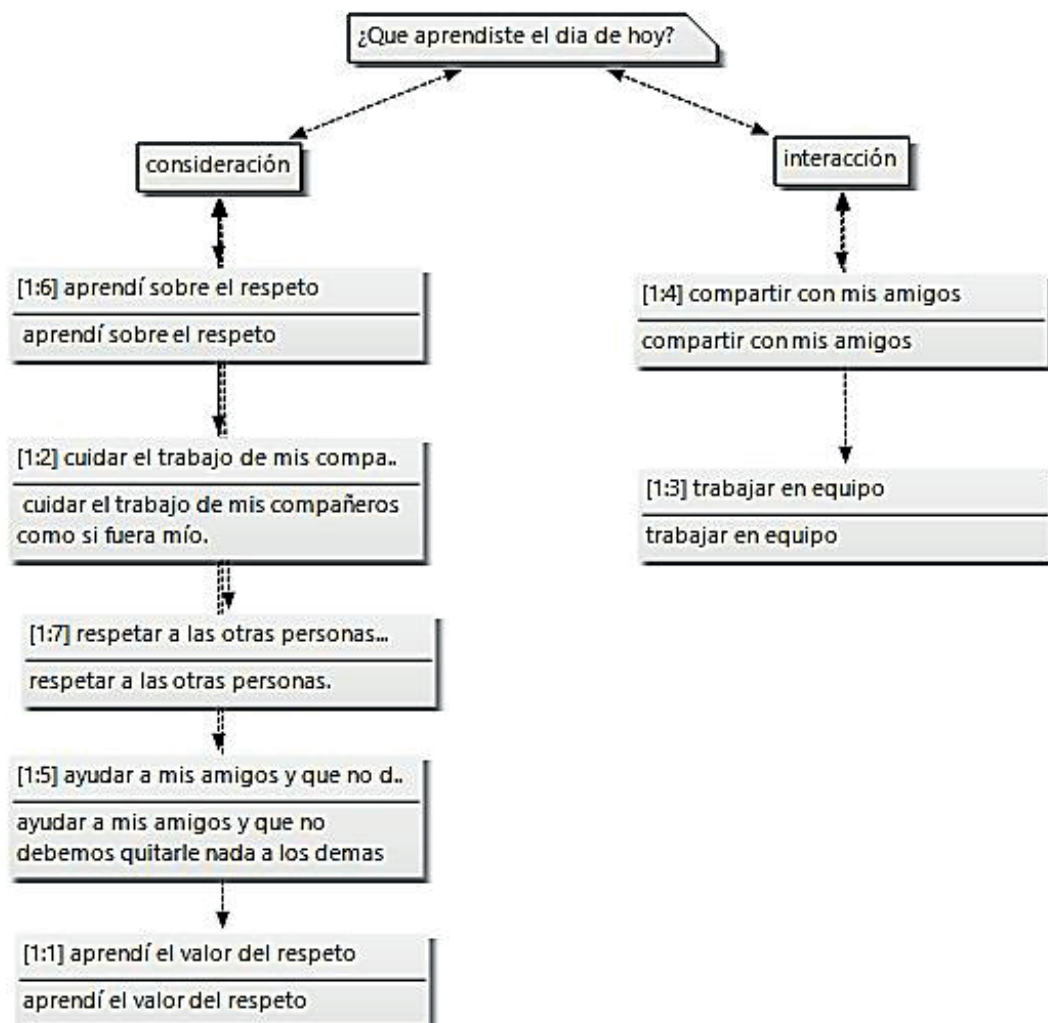 ¿Que aprendiste el dia de hoy?
consideración
interacción
[1:6] aprendí sobre el respeto
aprendí sobre el respeto
[1:4] compartir con mis amigos
compartir con mis amigos
[1:2] cuidar el trabajo de mis compa..
cuidar el trabajo de mis compañeros
como si fuera mío.
[1:3] trabajar en equipo
trabajar en equipo
[1:7] respetar a las otras personas...
respetar a las otras personas.
[1:5] ayudar a mis amigos y que no d..
ayudar a mis amigos y que no
debemos quitarle nada a los demas
[1:1] aprendí el valor del respeto
aprendí el valor del respeto